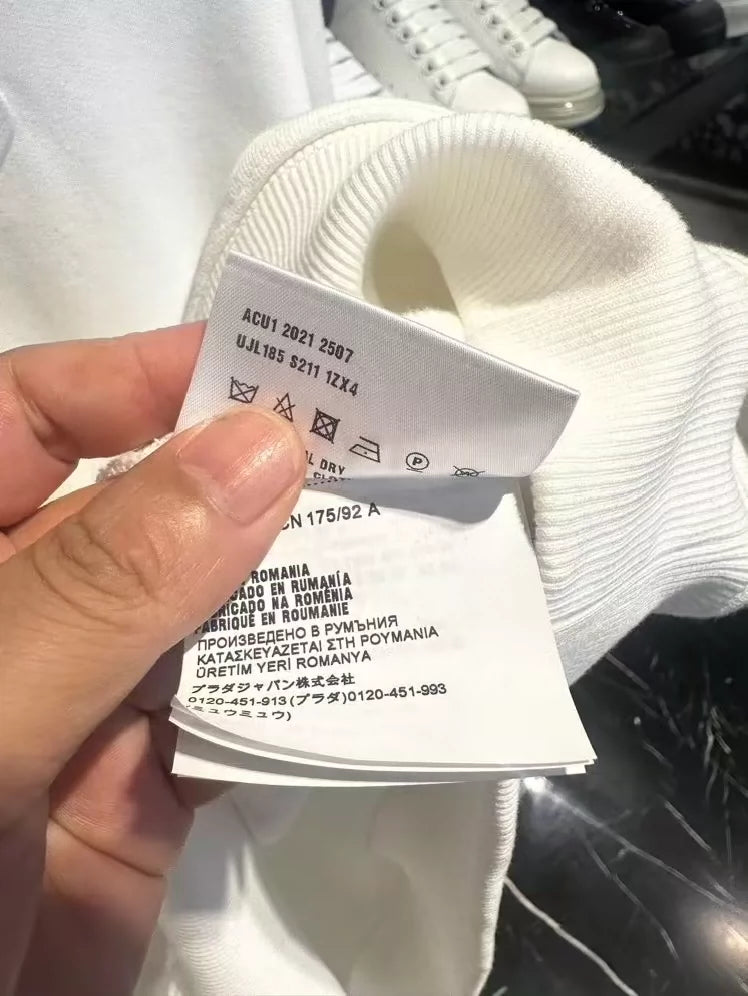 ACU1 2021 2507
UJL185 S211 1ZX4
P
DRY
CN 175/92 A
ROMANIA
EN RUMANÍA
NA ROMÉNIA
FABRIQUÉ EN ROUMANIE
ПРОИЗВЕДЕНО В РУМЪНИЯ
ΚΑΤΑΣΚΕΥΑΖΕΤΑΙ ΣΤΗ ΡΟΥΜΑΝΙΑ
ÜRETİM YERİ ROMANYA
プラダジャパン株式会社
0120-451-913(プラダ)0120-451-993
(ミュウミュウ)